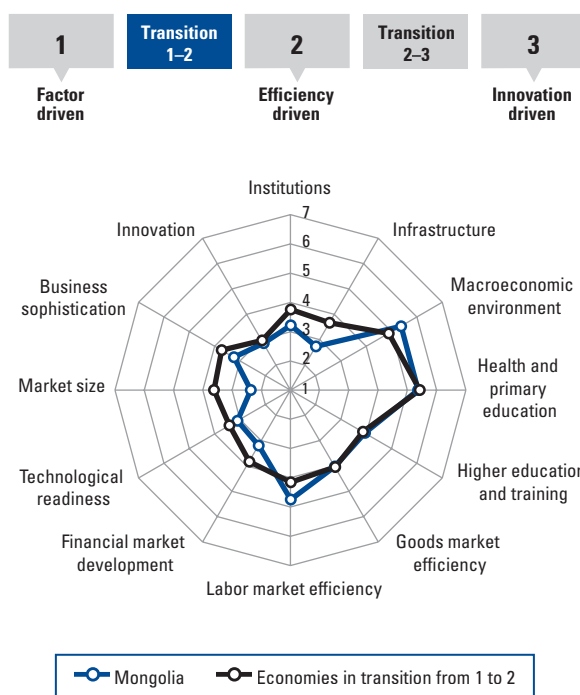 1
Transition
1–2
2
Transition
2–3
3
Factor
driven
Efficiency
driven
Innovation
driven
Institutions
7
Innovation
6
Infrastructure
5
Business
sophistication
4
Macroeconomic
environment
3
2
Market size
1
Health and
primary
education
Technological
readiness
Higher education
and training
Financial market
development
Goods market
efficiency
Labor market efficiency
Mongolia
Economies in transition from 1 to 2